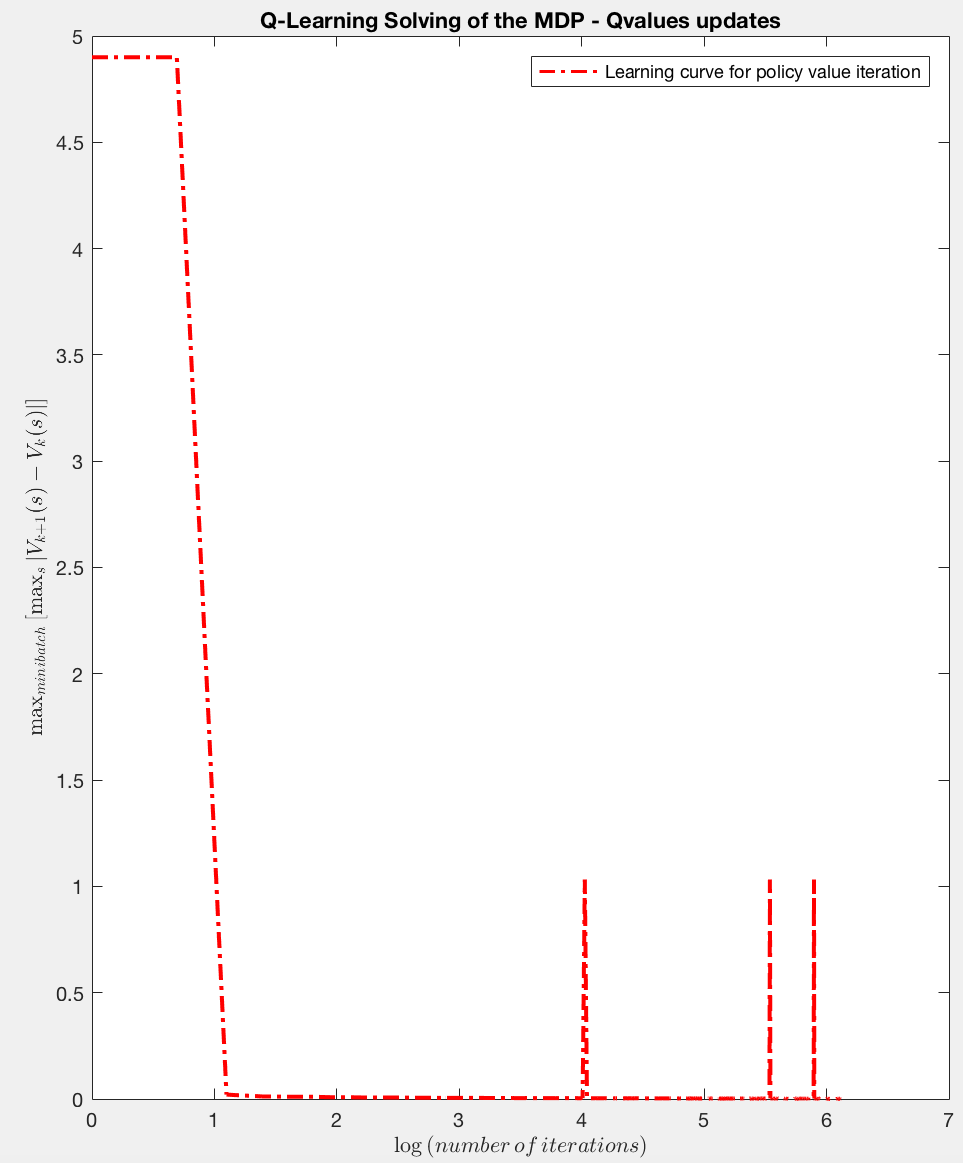 Q-Learning Solving of the MDP - Qvalues updates
Learning curve for policy value iteration
5
4.5
4
3.5
3
2.5
2
1.5
1
0.5
0
max_{minibatch} [max_s |V_{k+1}(s) − V_k(s)|]
0 1 2 3 4 5 6 7
log (number of iterations)